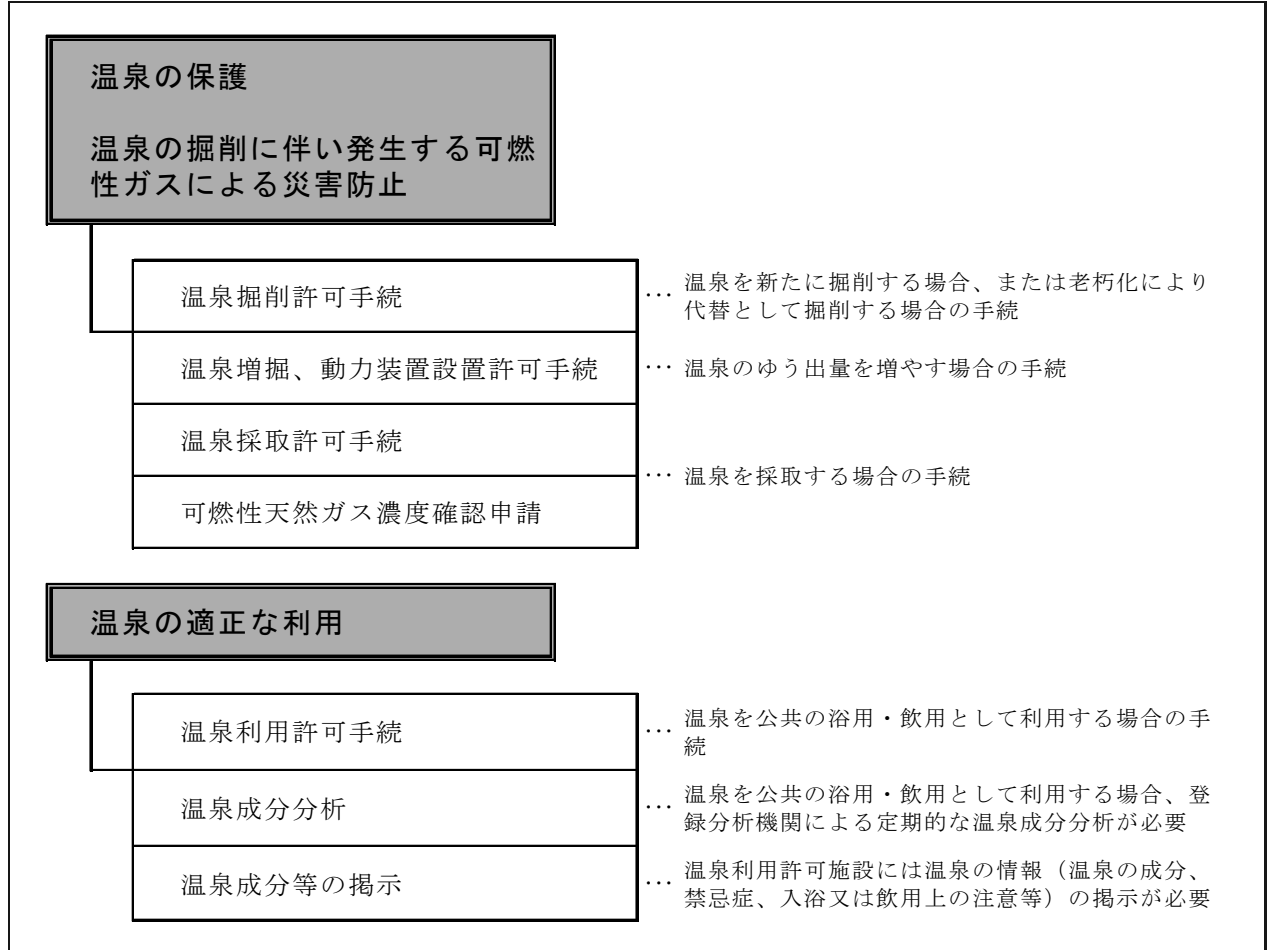 温泉の保護
温泉の掘削に伴い発生する可燃
性ガスによる災害防止
温泉掘削許可手続
… 温泉を新たに掘削する場合、または老朽化により
代替として掘削する場合の手続
温泉増掘、動力装置設置許可手続
… 温泉のゆう出量を増やす場合の手続
温泉採取許可手続
… 温泉を採取する場合の手続
可燃性天然ガス濃度確認申請
温泉の適正な利用
温泉利用許可手続
… 温泉を公共の浴用・飲用として利用する場合の手
続
温泉成分分析
… 温泉を公共の浴用・飲用として利用する場合、登
録分析機関による定期的な温泉成分分析が必要
温泉成分等の掲示
… 温泉利用許可施設には温泉の情報（温泉の成分、
禁忌症、入浴又は飲用上の注意等）の掲示が必要